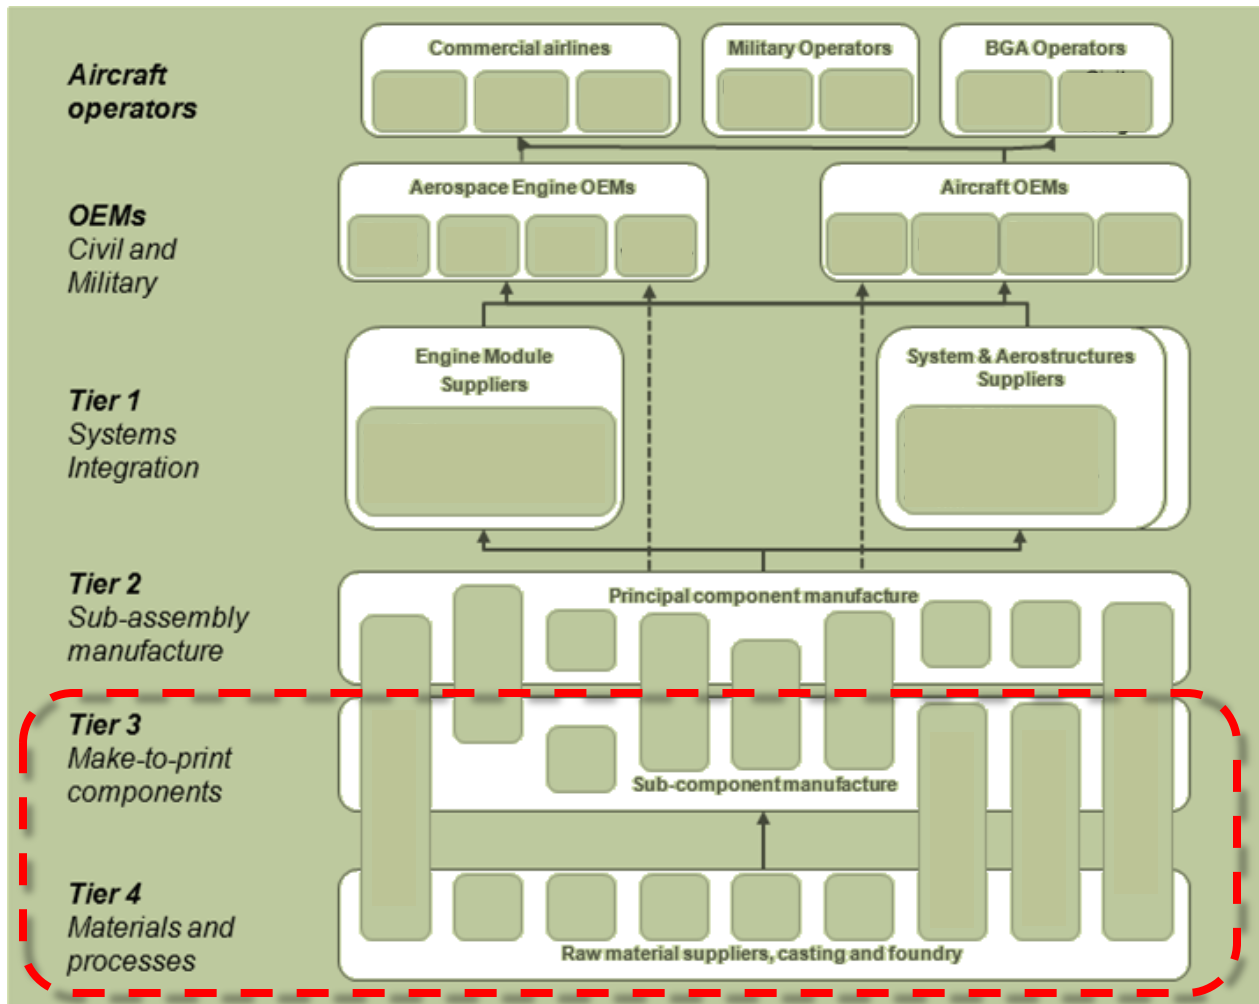 Aircraft
operators
Commercial airlines
Military Operators
BGA Operators
OEMs
Civil and
Military
Aerospace Engine OEMs
Aircraft OEMs
Tier 1
Systems
Integration
Engine Module
Suppliers
System & Aerostructures
Suppliers
Tier 2
Sub-assembly
manufacture
Principal component manufacture
Tier 3
Make-to-print
components
Sub-component manufacture
Tier 4
Materials and
processes
Raw material suppliers, casting and foundry